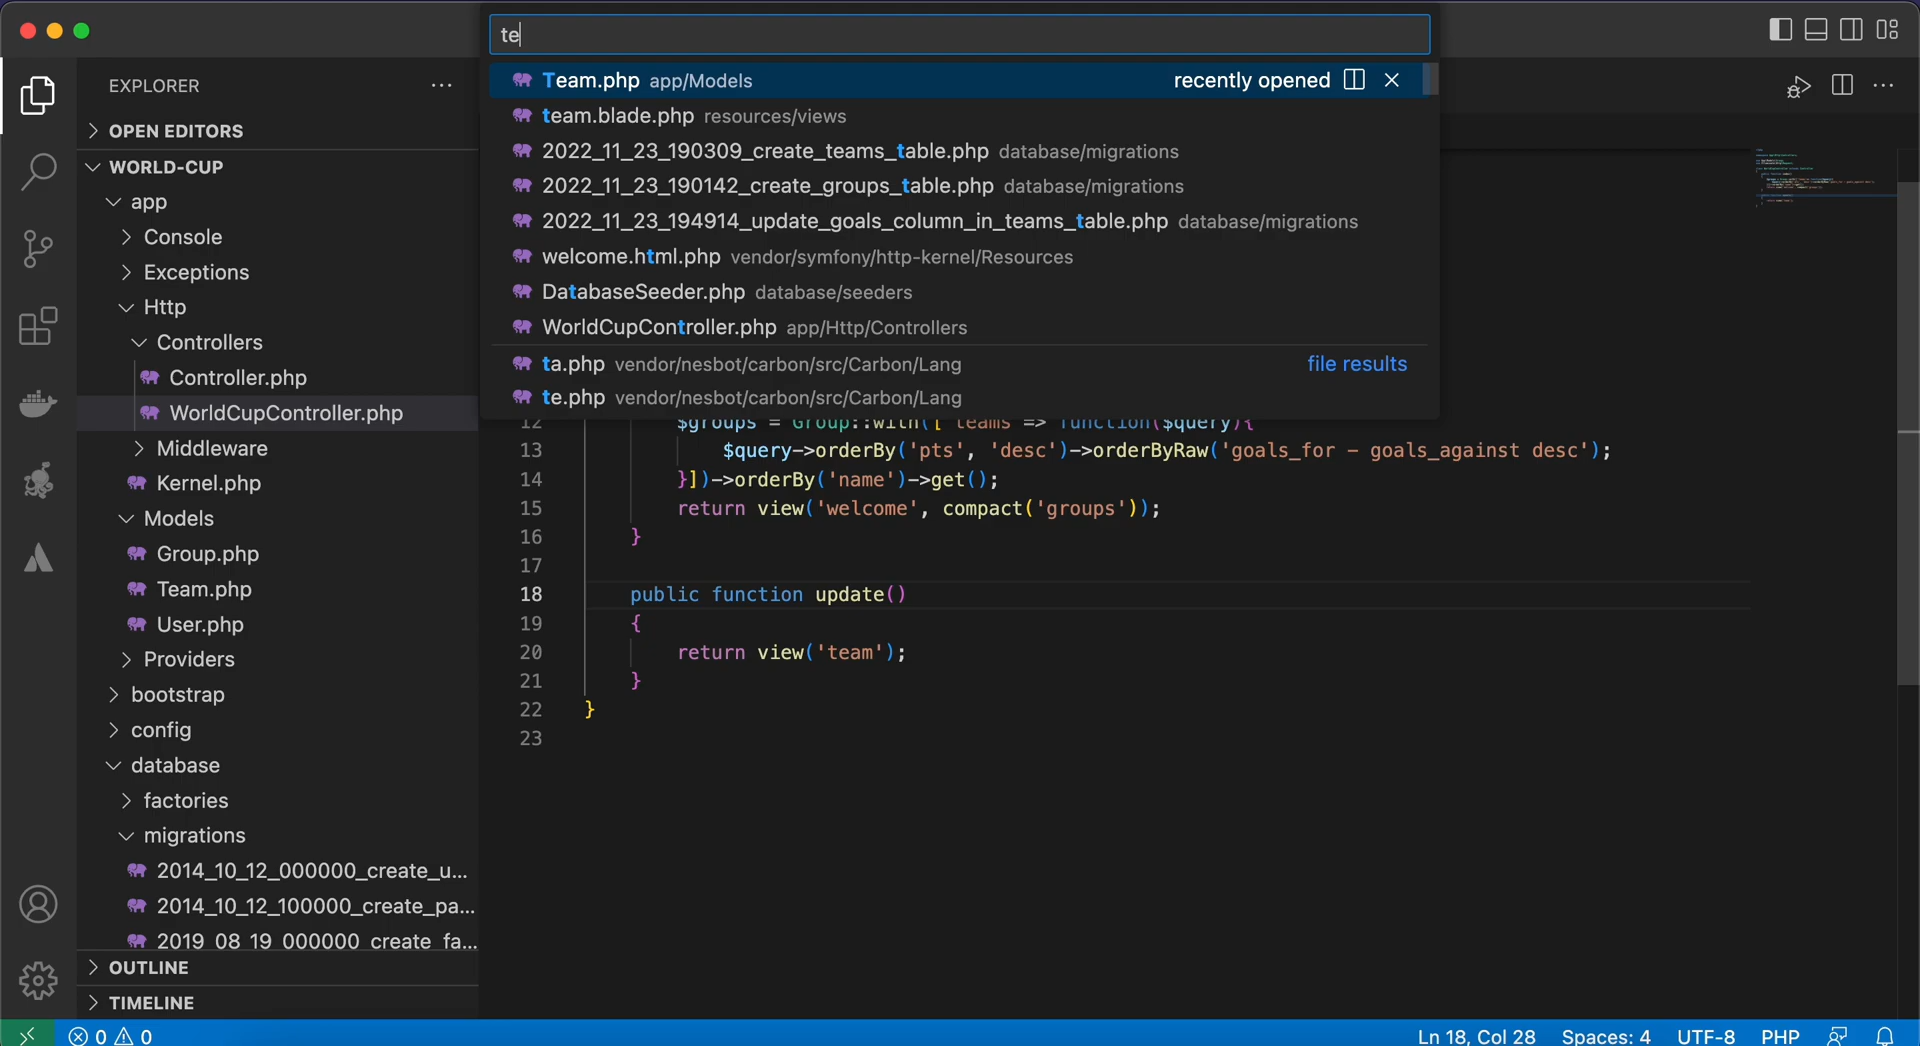 te
Team.php app/Models recently opened
team.blade.php resources/views
2022_11_23_190309_create_teams_table.php database/migrations
2022_11_23_190142_create_groups_table.php database/migrations
2022_11_23_194914_update_goals_column_in_teams_table.php database/migrations
welcome.html.php vendor/symfony/http-kernel/Resources
DatabaseSeeder.php database/seeders
WorldCupController.php app/Http/Controllers
ta.php vendor/nesbot/carbon/src/Carbon/Lang file results
te.php vendor/nesbot/carbon/src/Carbon/Lang
EXPLORER
OPEN EDITORS
WORLD-CUP
app
Console
Exceptions
Http
Controllers
Controller.php
WorldCupController.php
Middleware
Kernel.php
Models
Group.php
Team.php
User.php
Providers
bootstrap
config
database
factories
migrations
2014_10_12_000000_create_u...
2014_10_12_100000_create_pa...
2019_08_19_000000_create_fa...
OUTLINE
TIMELINE
12 $groups = Group::with(['teams' => function($query){
13 $query->orderBy('pts', 'desc')->orderByRaw('goals_for - goals_against desc');
14 }])->orderBy('name')->get();
15 return view('welcome', compact('groups'));
16 }
17
18 public function update()
19 {
20 return view('team');
21 }
22 }
23
0 0
Ln 18, Col 28 Spaces: 4 UTF-8 PHP